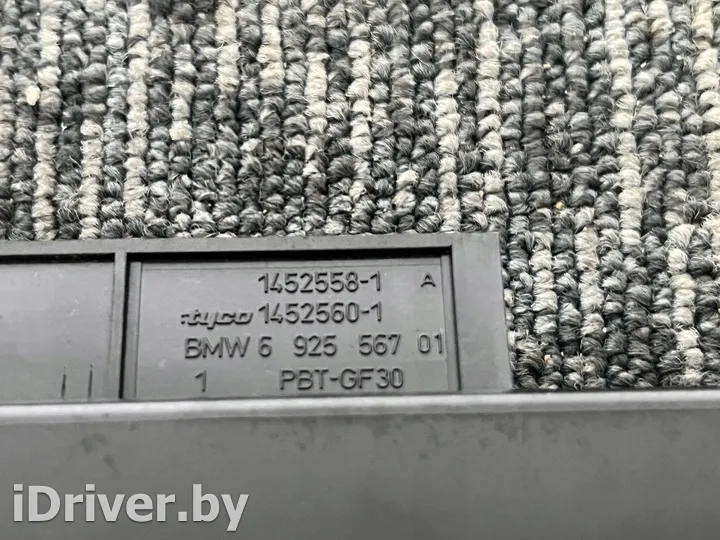 1452558-1 A
tyco 1452560-1
BMW 6 925 567 01
1 PBT-GF30
iDriver.by